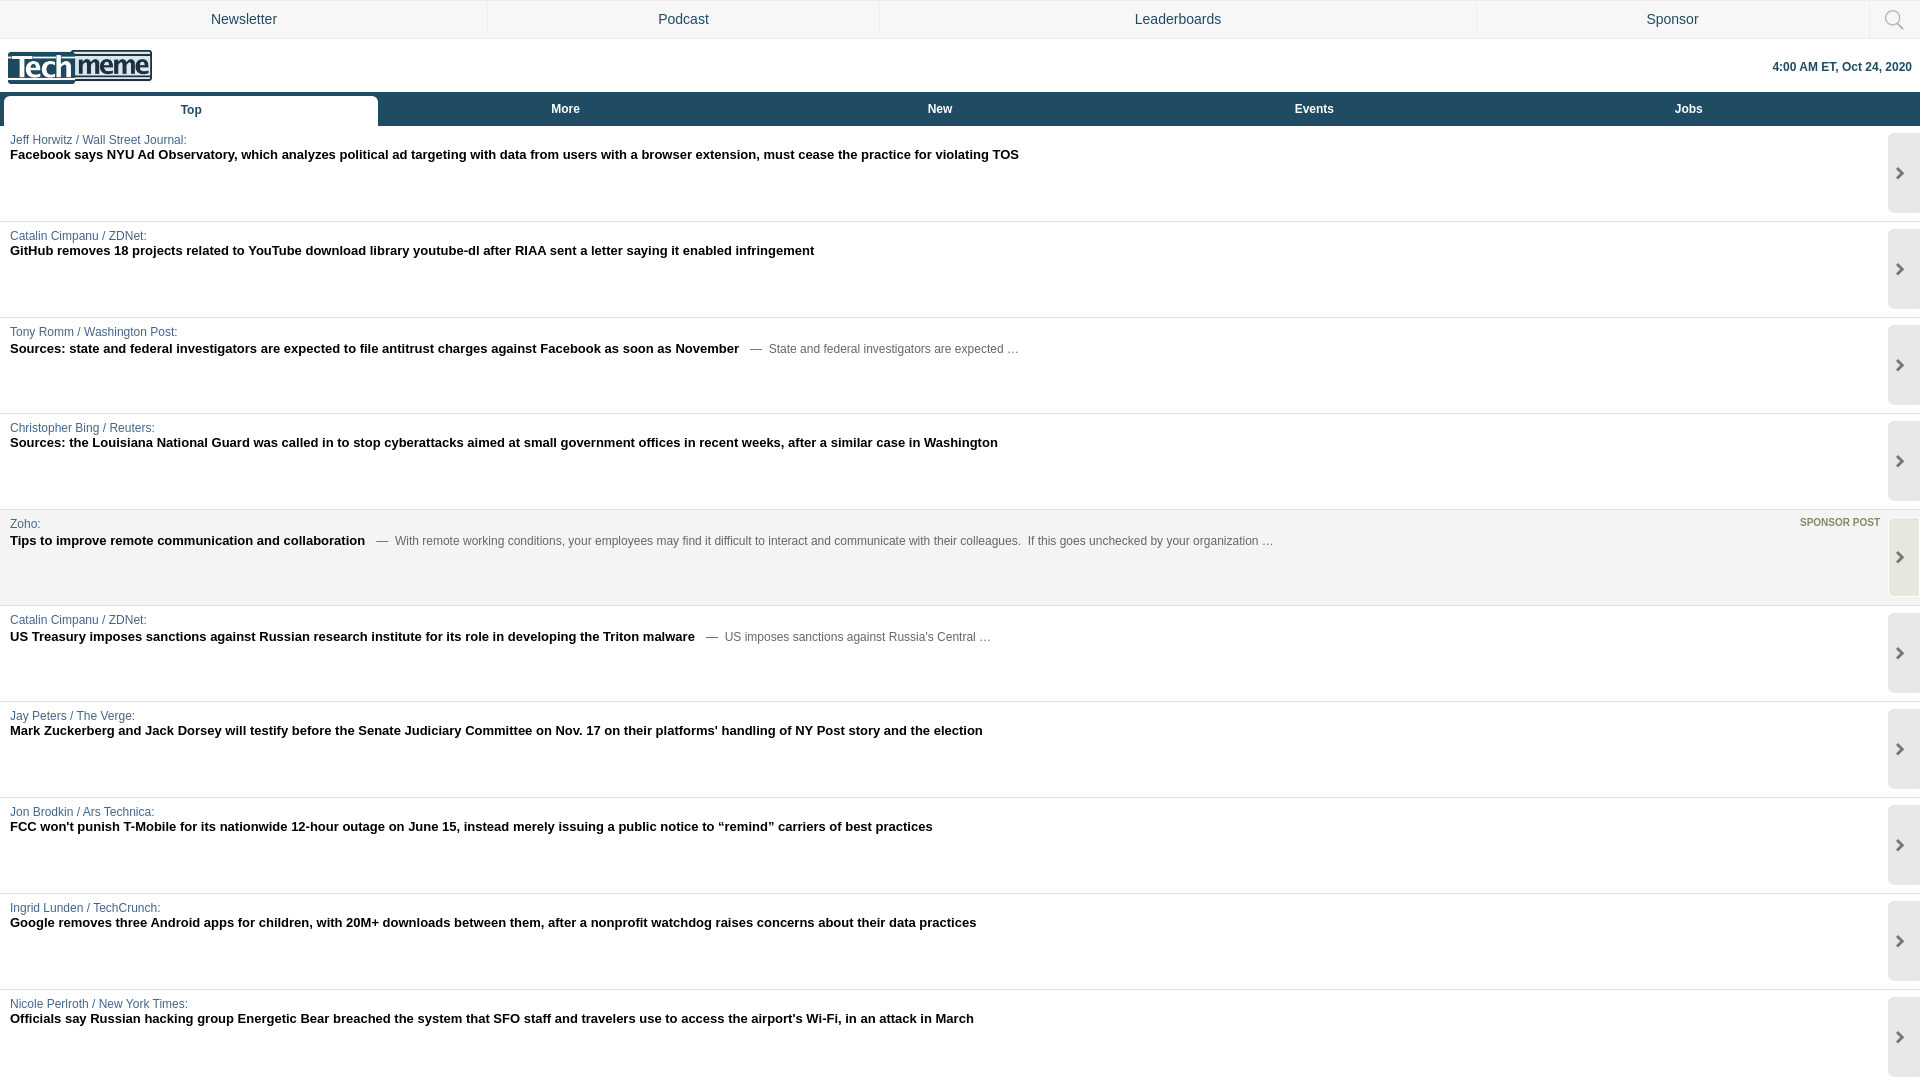 Newsletter
Podcast
Leaderboards
Sponsor
Techmeme
4:00 AM ET, Oct 24, 2020
Top
More
New
Events
Jobs
Jeff Horwitz / Wall Street Journal:
Facebook says NYU Ad Observatory, which analyzes political ad targeting with data from users with a browser extension, must cease the practice for violating TOS
Catalin Cimpanu / ZDNet:
GitHub removes 18 projects related to YouTube download library youtube-dl after RIAA sent a letter saying it enabled infringement
Tony Romm / Washington Post:
Sources: state and federal investigators are expected to file antitrust charges against Facebook as soon as November — State and federal investigators are expected …
Christopher Bing / Reuters:
Sources: the Louisiana National Guard was called in to stop cyberattacks aimed at small government offices in recent weeks, after a similar case in Washington
Zoho:
SPONSOR POST
Tips to improve remote communication and collaboration — With remote working conditions, your employees may find it difficult to interact and communicate with their colleagues. If this goes unchecked by your organization …
Catalin Cimpanu / ZDNet:
US Treasury imposes sanctions against Russian research institute for its role in developing the Triton malware — US imposes sanctions against Russia's Central …
Jay Peters / The Verge:
Mark Zuckerberg and Jack Dorsey will testify before the Senate Judiciary Committee on Nov. 17 on their platforms' handling of NY Post story and the election
Jon Brodkin / Ars Technica:
FCC won't punish T-Mobile for its nationwide 12-hour outage on June 15, instead merely issuing a public notice to “remind” carriers of best practices
Ingrid Lunden / TechCrunch:
Google removes three Android apps for children, with 20M+ downloads between them, after a nonprofit watchdog raises concerns about their data practices
Nicole Perlroth / New York Times:
Officials say Russian hacking group Energetic Bear breached the system that SFO staff and travelers use to access the airport's Wi-Fi, in an attack in March